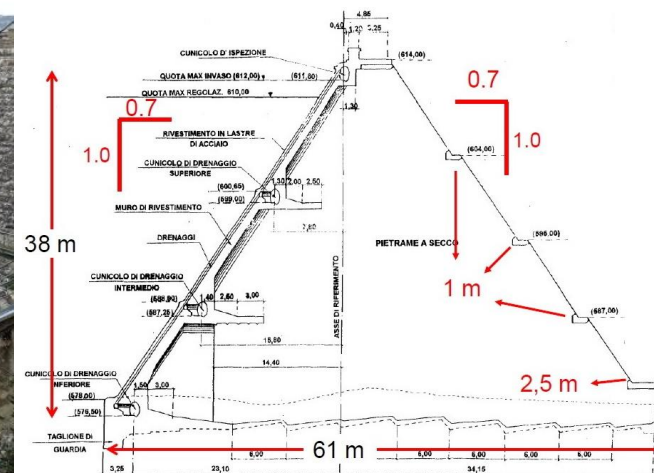 4,85
0,40
1,20 3,25
CUNICOLO D' ISPEZIONE
(614,00)
QUOTA MAX INVASO (612,00)
(611,60)
QUOTA MAX REGOLAZ. 610,00
1,30
0.7
0.7
1.0
1.0
RIVESTIMENTO IN LASTRE
DI ACCIAIO
(604,00)
CUNICOLO DI DRENAGGIO
SUPERIORE
1,30 2,00 2,50
(600,65)
(599,00)
MURO DI RIVESTIMENTO
7,80
38 m
DRENAGGI
PIETRAME A SECCO
(596,00)
ASSE DI RIFERIMENTO
CUNICOLO DI DRENAGGIO
INTERMEDIO
1 m
1,40 2,50 3,00
(587,25)
(587,00)
15,80
14,40
CUNICOLO DI DRENAGGIO
INFERIORE
2,5 m
1,50 3,00
(576,50)
TAGLIONE DI
GUARDIA
61 m
6,00
6,00 6,00 6,00 6,00
3,25
23,10
34,15